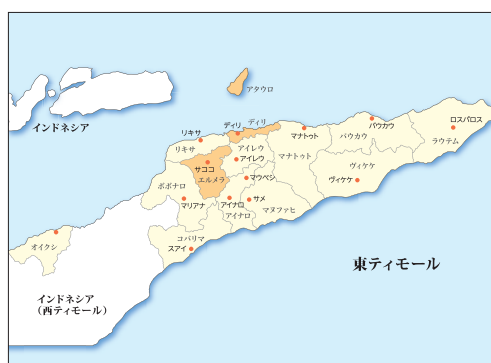 アタウロ
インドネシア
ディリ
ディリ
リキサ
リキサ
マナトゥト
バウカウ
バウカウ
ロスパロス
ラウテム
アイレウ
アイレウ
マナトゥト
サココ
エルメラ
ヴィケケ
ヴィケケ
マウベシ
ボボナロ
マリアナ
アイナロ
サメ
アイナロ
マヌファヒ
オイクシ
コバリマ
スアイ
東ティモール
インドネシア
（西ティモール）